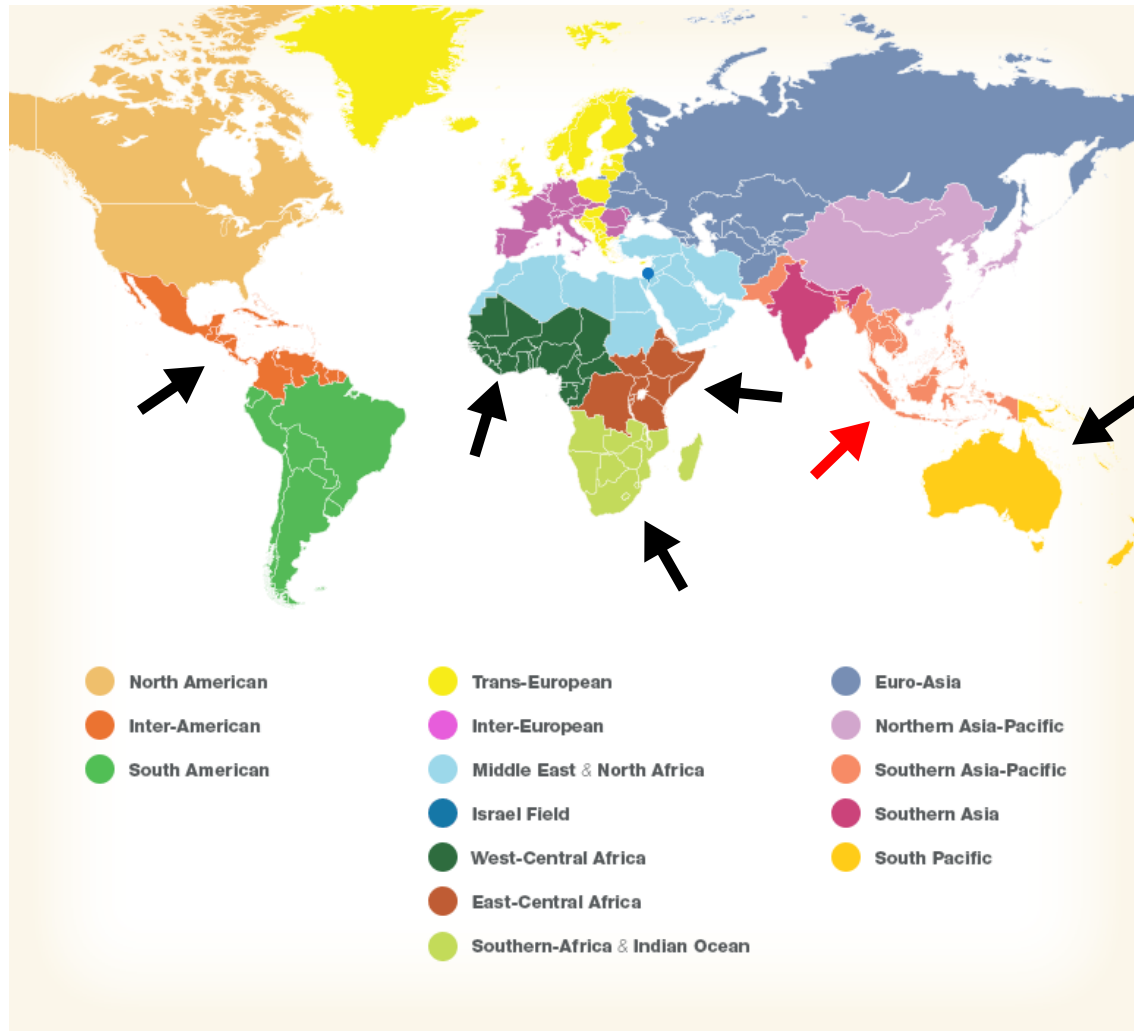 North American
Inter-American
South American
Trans-European
Inter-European
Middle East & North Africa
Israel Field
West-Central Africa
East-Central Africa
Southern-Africa & Indian Ocean
Euro-Asia
Northern Asia-Pacific
Southern Asia-Pacific
Southern Asia
South Pacific